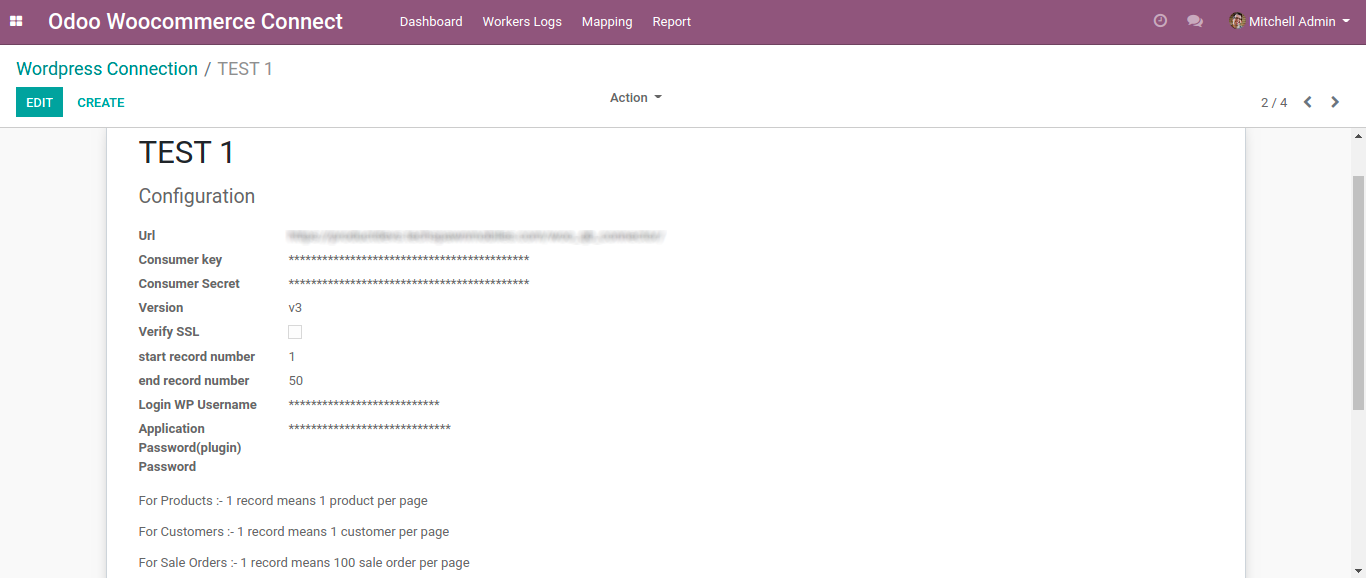 Odoo Woocommerce Connect Dashboard Workers Logs Mapping Report Mitchell Admin
Wordpress Connection / TEST 1
EDIT CREATE Action 2 / 4
TEST 1
Configuration
Url
Consumer key *******************************************
Consumer Secret *******************************************
Version v3
Verify SSL
start record number 1
end record number 50
Login WP Username ***************************
Application *****************************
Password(plugin)
Password
For Products :- 1 record means 1 product per page
For Customers :- 1 record means 1 customer per page
For Sale Orders :- 1 record means 100 sale order per page